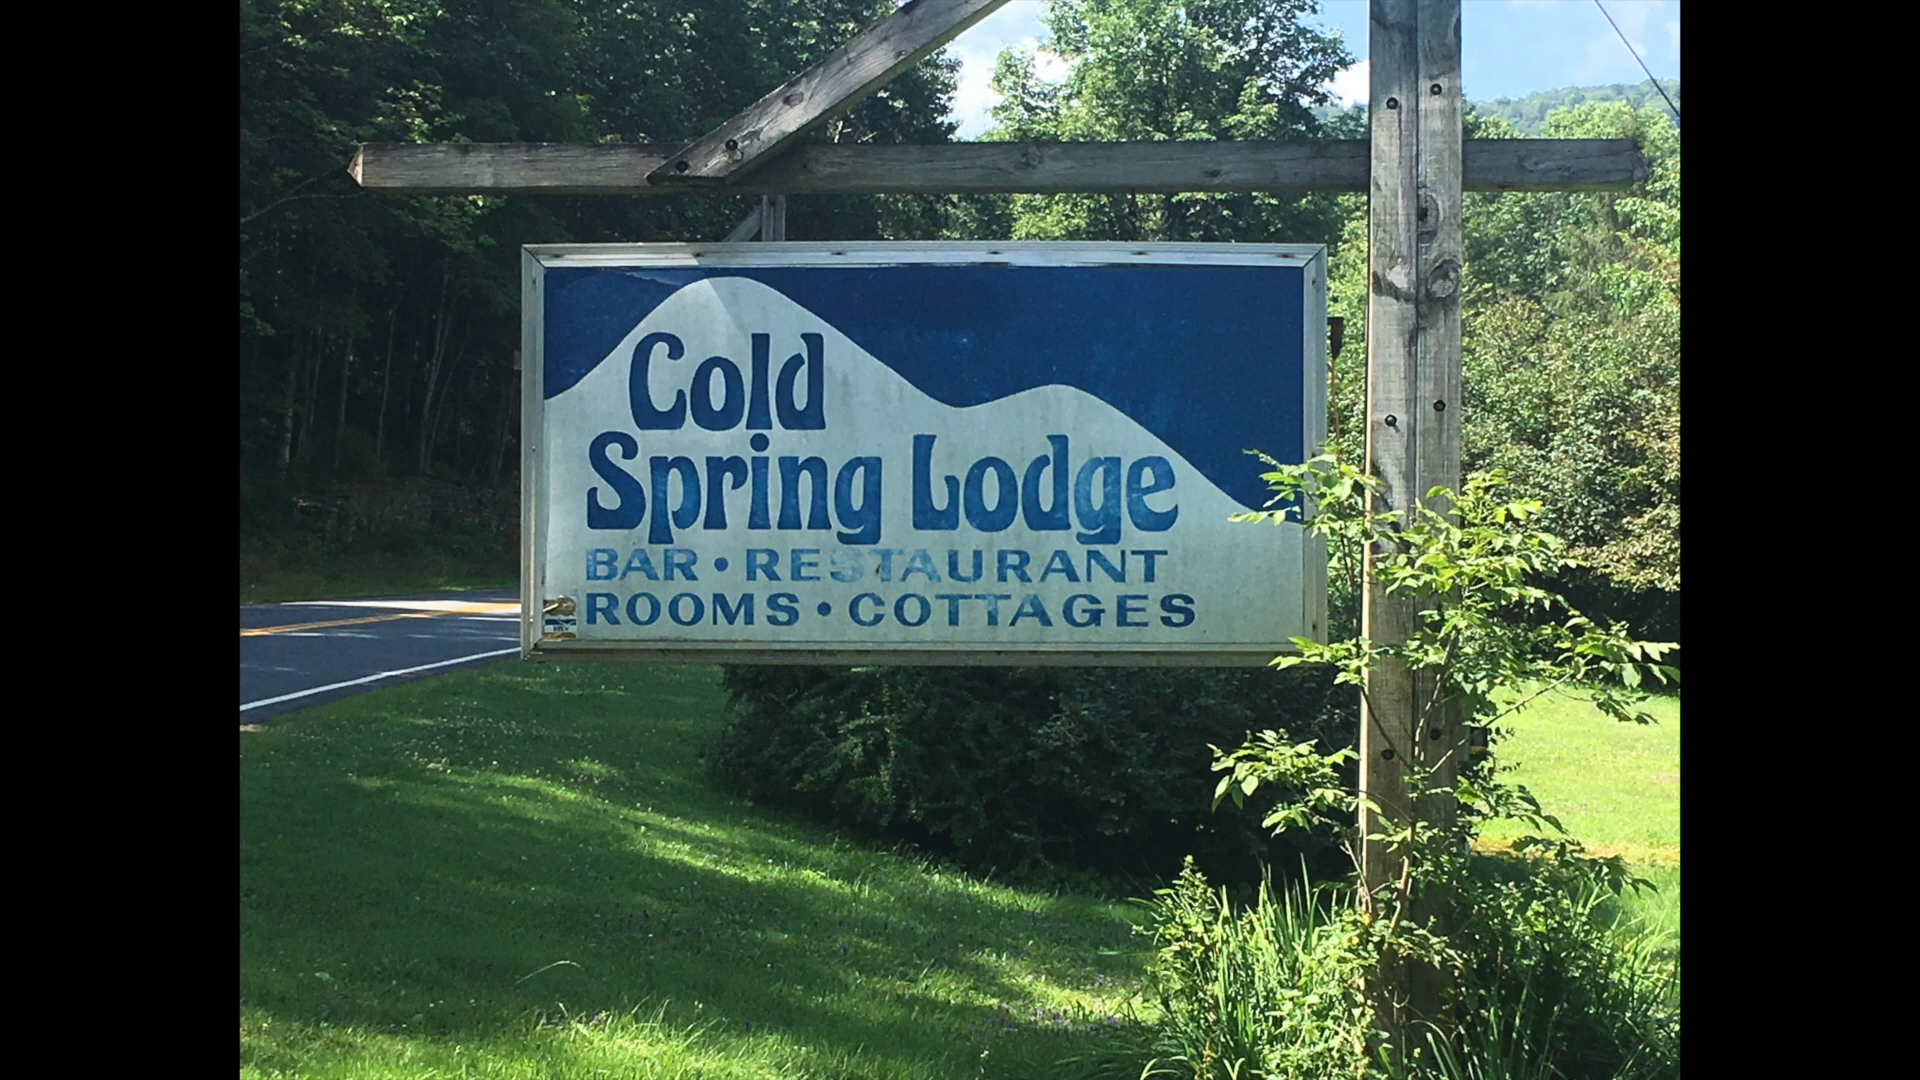 Cold
Spring Lodge
BAR • RESTAURANT
ROOMS • COTTAGES